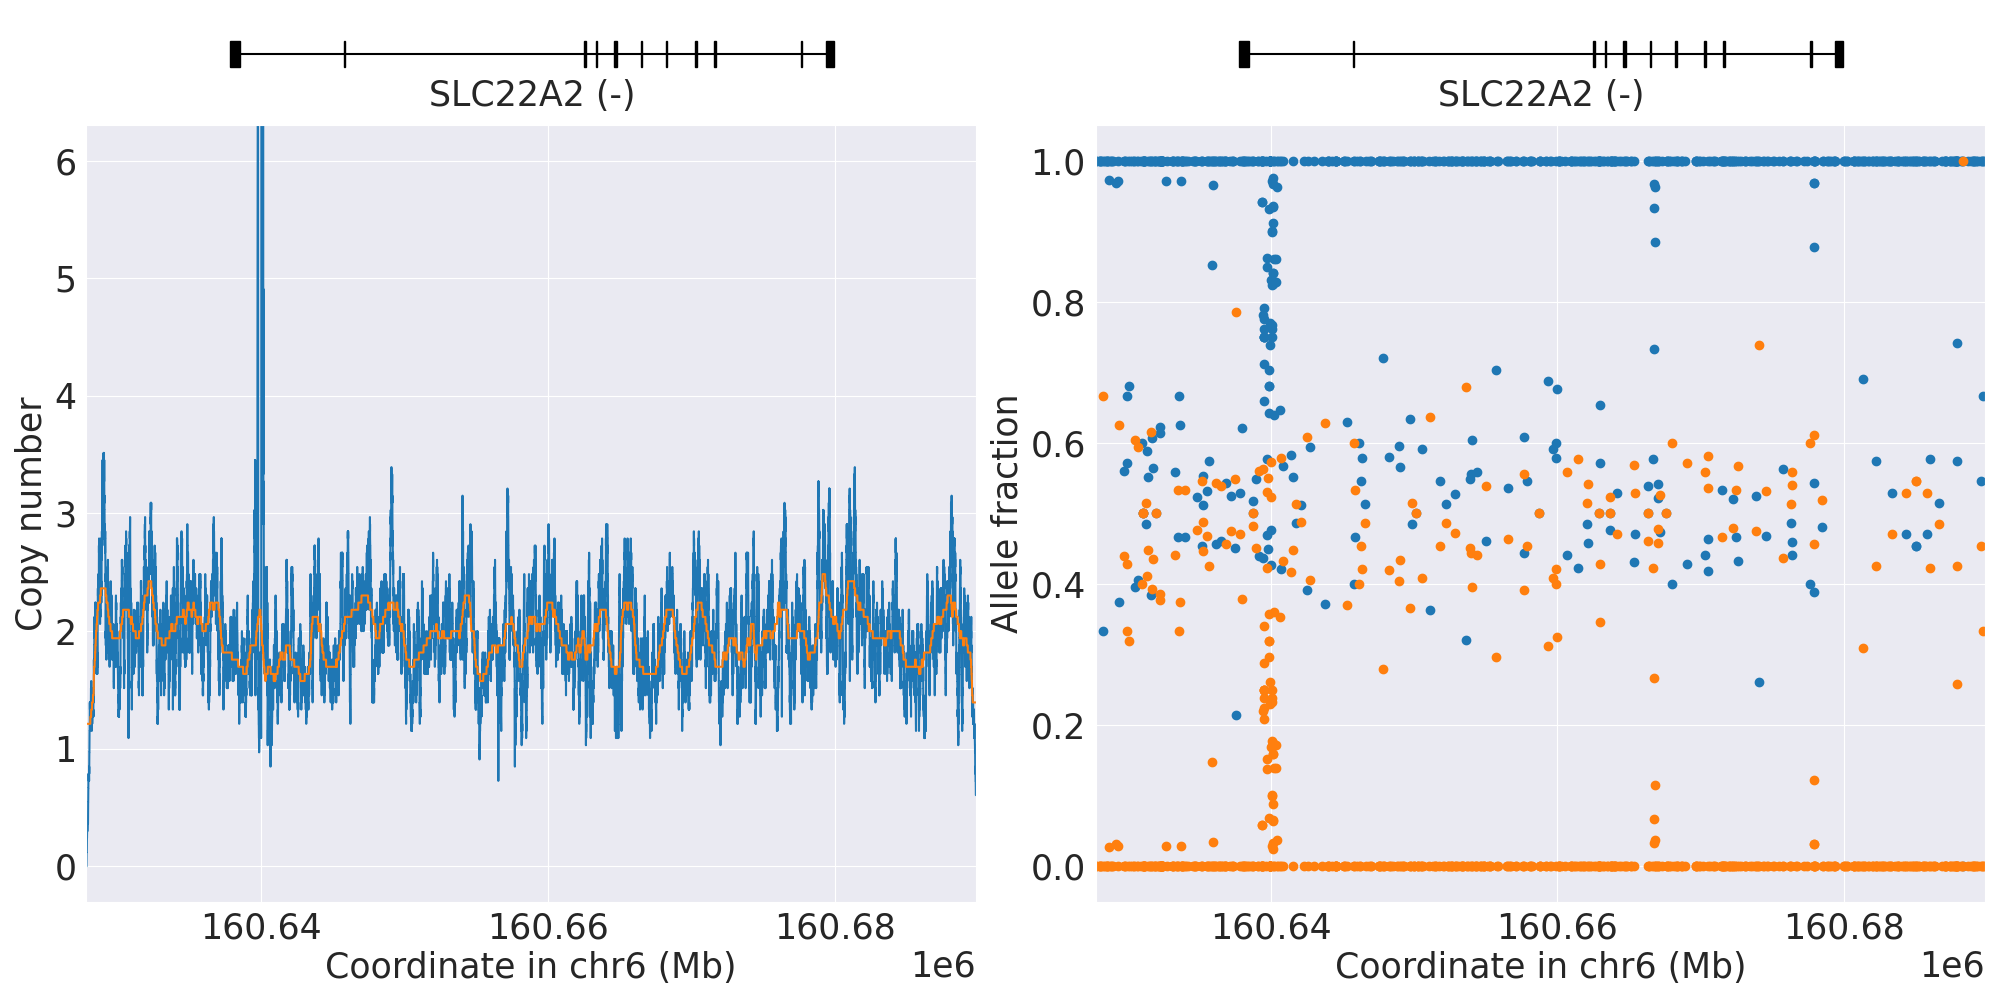 SLC22A2 (-)
SLC22A2 (-)
6
5
4
3
2
1
0
Copy number
160.64
160.66
160.68
Coordinate in chr6 (Mb)
1e6
1.0
0.8
0.6
0.4
0.2
0.0
Allele fraction
160.64
160.66
160.68
Coordinate in chr6 (Mb)
1e6